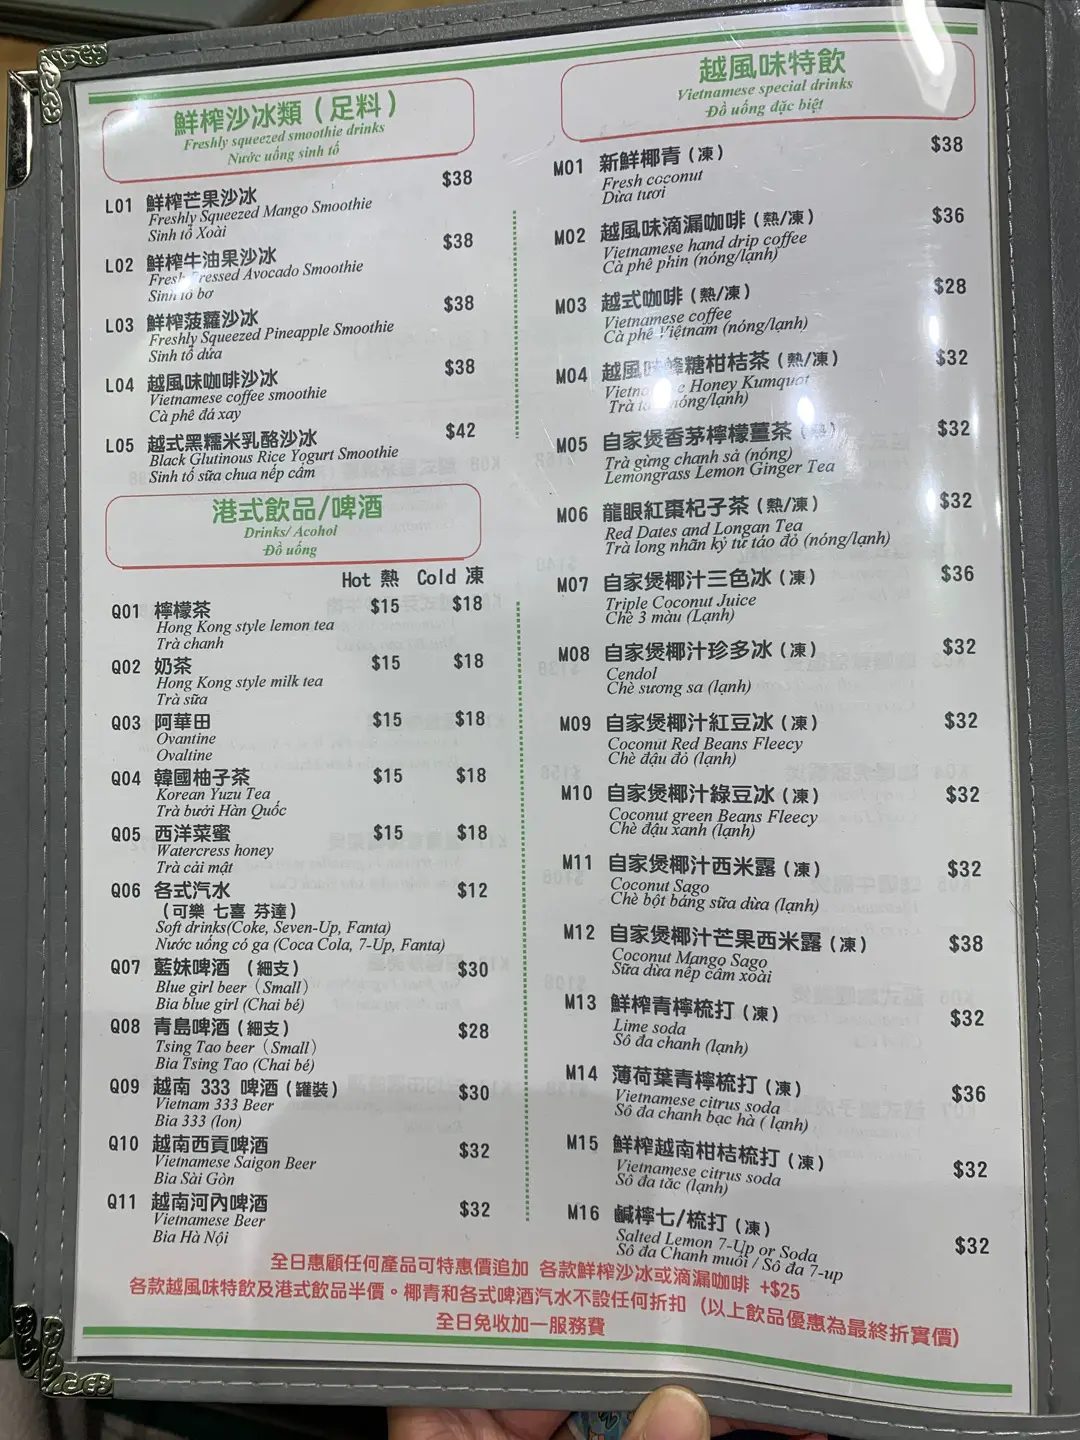 鮮榨沙冰類（足料）
Freshly squeezed smoothie drinks
Nước uống sinh tố
L01 鮮榨芒果沙冰 $38
Freshly Squeezed Mango Smoothie
Sinh tố Xoài
L02 鮮榨牛油果沙冰 $38
Fresh Pressed Avocado Smoothie
Sinh tố bơ
L03 鮮榨菠蘿沙冰 $38
Freshly Squeezed Pineapple Smoothie
Sinh tố dứa
L04 越風味咖啡沙冰 $38
Vietnamese coffee smoothie
Cà phê đá xay
L05 越式黑糯米乳酪沙冰 $42
Black Glutinous Rice Yogurt Smoothie
Sinh tố sữa chua nếp cẩm
港式飲品/啤酒
Drinks/ Acohol
Đồ uống
Hot 熱 Cold 凍
Q01 檸檬茶 $15 $18
Hong Kong style lemon tea
Trà chanh
Q02 奶茶 $15 $18
Hong Kong style milk tea
Trà sữa
Q03 阿華田 $15 $18
Ovantine
Ovaltine
Q04 韓國柚子茶 $15 $18
Korean Yuzu Tea
Trà bưởi Hàn Quốc
Q05 西洋菜蜜 $15 $18
Watercress honey
Trà cải mật
Q06 各式汽水 $12
（可樂 七喜 芬達）
Soft drinks(Coke, Seven-Up, Fanta)
Nước uống có ga (Coca Cola, 7-Up, Fanta)
Q07 藍妹啤酒 （細支） $30
Blue girl beer（Small）
Bia blue girl (Chai bé)
Q08 青島啤酒（細支） $28
Tsing Tao beer（Small）
Bia Tsing Tao (Chai bé)
Q09 越南 333 啤酒（罐裝） $30
Vietnam 333 Beer
Bia 333 (lon)
Q10 越南西貢啤酒 $32
Vietnamese Saigon Beer
Bia Sài Gòn
Q11 越南河內啤酒 $32
Vietnamese Beer
Bia Hà Nội
越風味特飲
Vietnamese special drinks
Đồ uống đặc biệt
M01 新鮮椰青（凍） $38
Fresh coconut
Dừa tươi
M02 越風味滴漏咖啡（熱/凍） $36
Vietnamese hand drip coffee
Cà phê phin (nóng/lạnh)
M03 越式咖啡（熱/凍） $28
Vietnamese coffee
Cà phê Việtnam (nóng/lạnh)
M04 越風味蜂糖柑桔茶（熱/凍） $32
Honey Kumquat
Trà (nóng/lạnh)
M05 自家煲香茅檸檬薑茶（熱） $32
Trà gừng chanh sả (nóng)
Lemongrass Lemon Ginger Tea
M06 龍眼紅棗杞子茶（熱/凍） $32
Red Dates and Longan Tea
Trà long nhãn kỷ tử táo đỏ (nóng/lạnh)
M07 自家煲椰汁三色冰（凍） $36
Triple Coconut Juice
Chè 3 màu (Lạnh)
M08 自家煲椰汁珍多冰（凍） $32
Cendol
Chè sương sa (lạnh)
M09 自家煲椰汁紅豆冰（凍） $32
Coconut Red Beans Fleecy
Chè đậu đỏ (lạnh)
M10 自家煲椰汁綠豆冰（凍） $32
Coconut green Beans Fleecy
Chè đậu xanh (lạnh)
M11 自家煲椰汁西米露（凍） $32
Coconut Sago
Chè bột báng sữa dừa (lạnh)
M12 自家煲椰汁芒果西米露（凍） $38
Coconut Mango Sago
Sữa dừa nếp cẩm xoài
M13 鮮榨青檸梳打（凍） $32
Lime soda
Sô đa chanh (lạnh)
M14 薄荷葉青檸梳打（凍） $36
Vietnamese citrus soda
Sô đa chanh bạc hà ( lạnh)
M15 鮮榨越南柑桔梳打（凍） $32
Vietnamese citrus soda
Sô đa tắc (lạnh)
M16 鹹檸七/梳打（凍） $32
Salted Lemon 7-Up or Soda
Sô đa Chanh muối / Sô đa 7-up
全日惠顧任何產品可特惠價追加 各款鮮榨沙冰或滴漏咖啡 +$25
各款越風味特飲及港式飲品半價。椰青和各式啤酒汽水不設任何折扣 （以上飲品優惠為最終折實價）
全日免收加一服務費